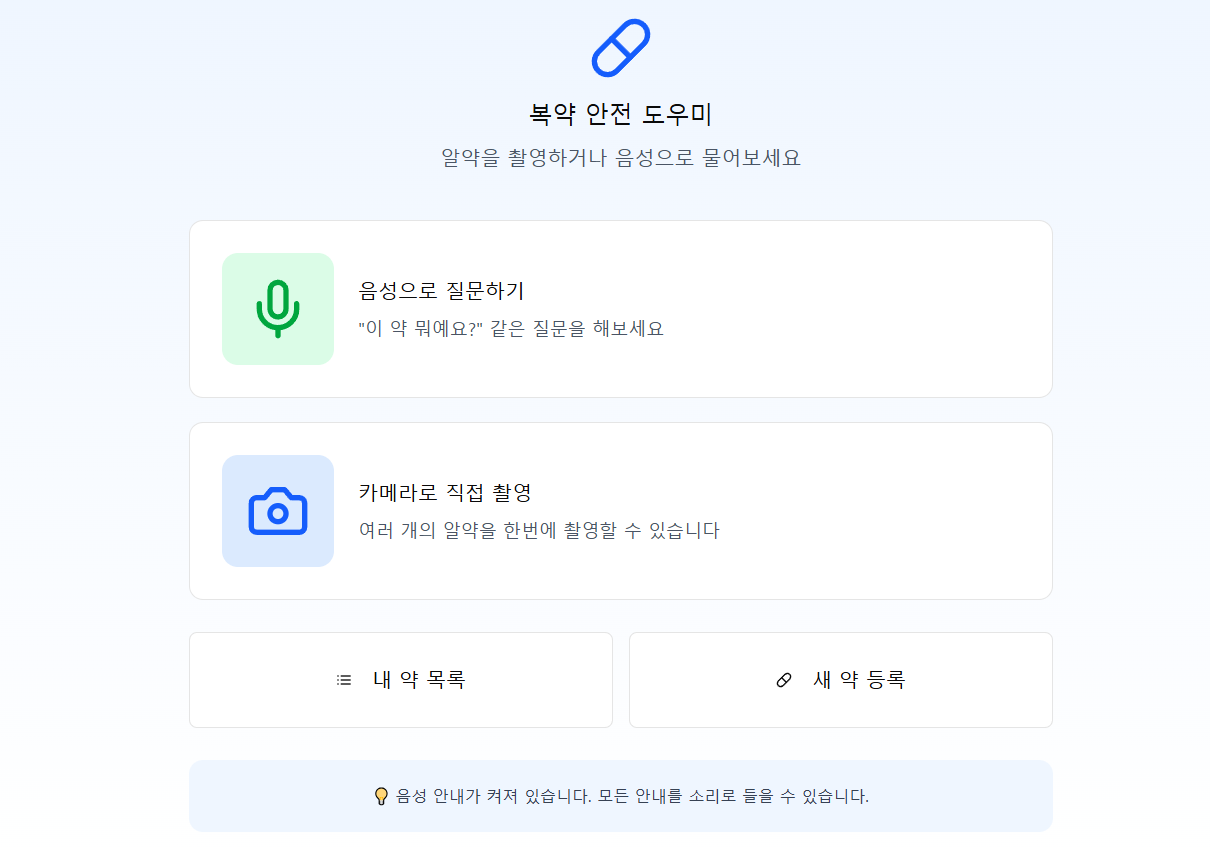 복약 안전 도우미
알약을 촬영하거나 음성으로 물어보세요
음성으로 질문하기
"이 약 뭐예요?" 같은 질문을 해보세요
카메라로 직접 촬영
여러 개의 알약을 한번에 촬영할 수 있습니다
내 약 목록
새 약 등록
음성 안내가 켜져 있습니다. 모든 안내를 소리로 들을 수 있습니다.